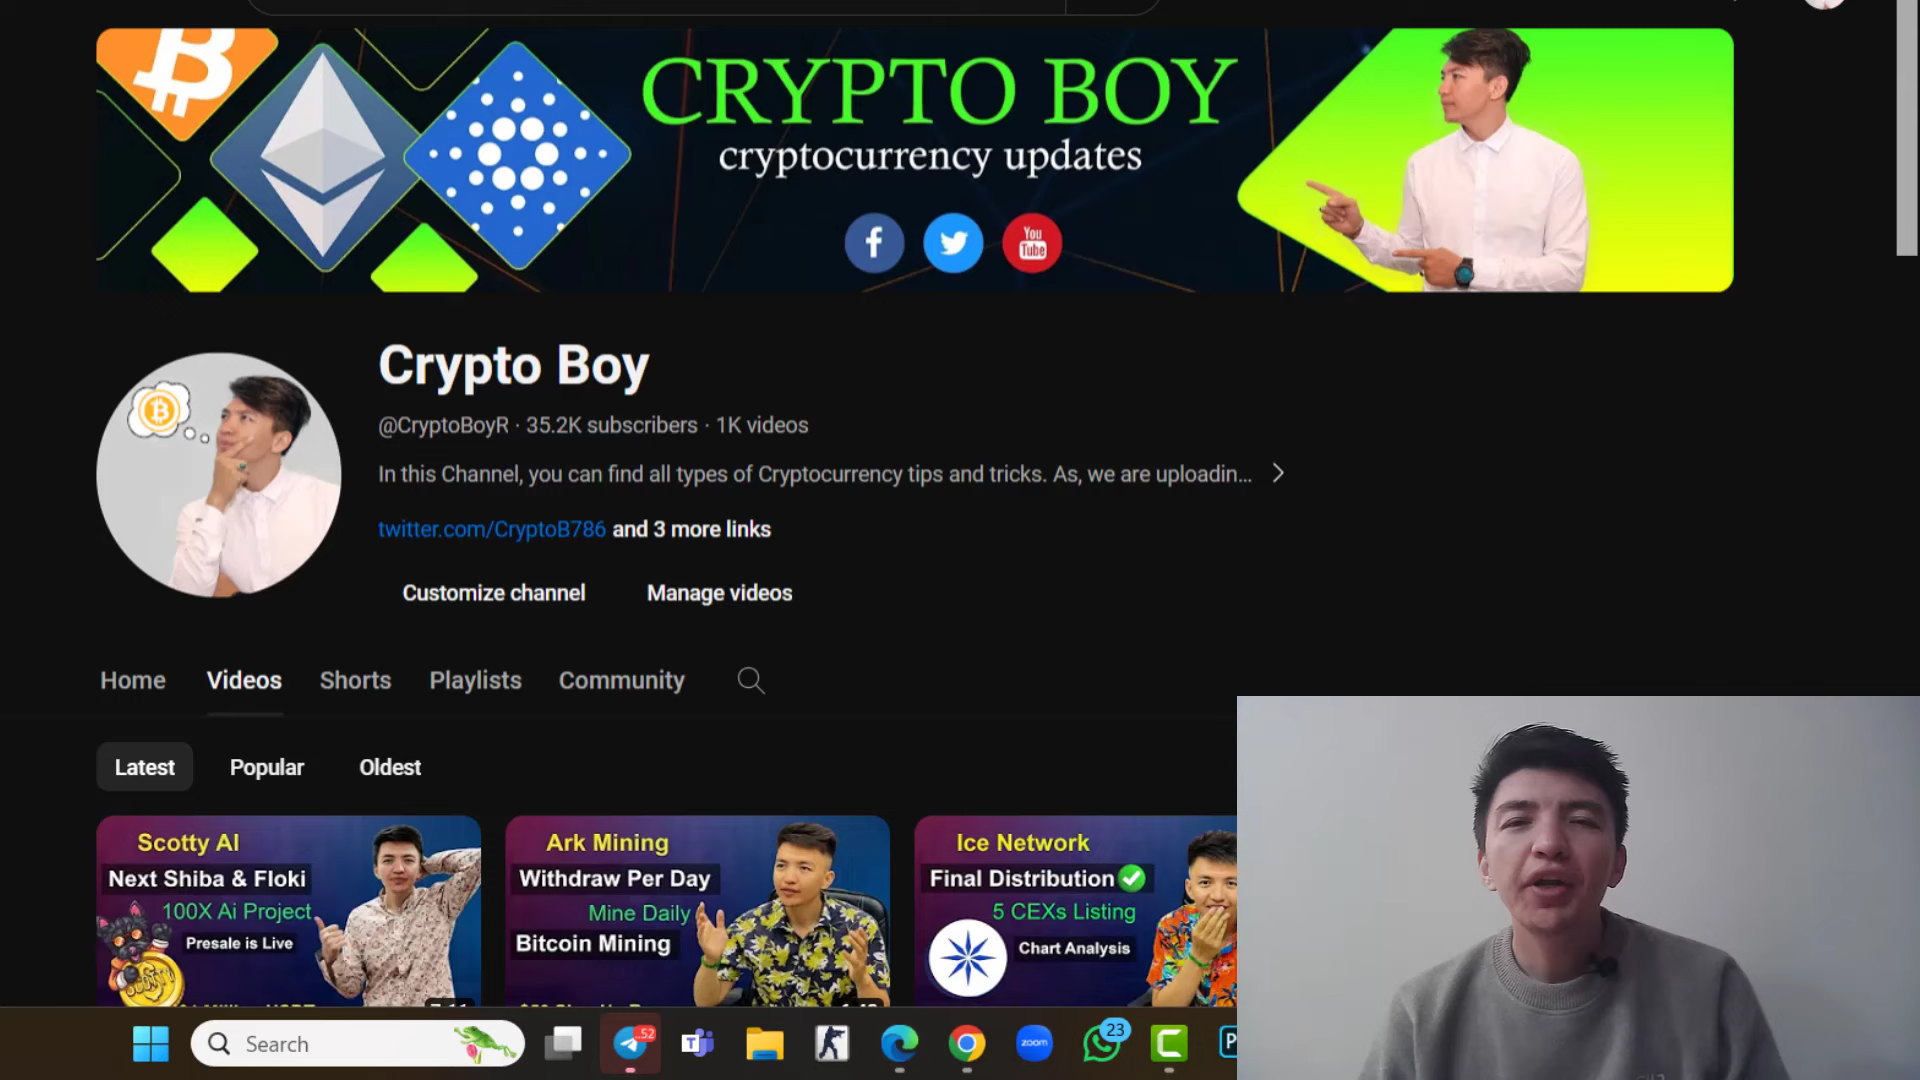 CRYPTO BOY
cryptocurrency updates
You
Tube
Crypto Boy
@CryptoBoyR · 35.2K subscribers · 1K videos
In this Channel, you can find all types of Cryptocurrency tips and tricks. As, we are uploadin...
twitter.com/CryptoB786 and 3 more links
Customize channel
Manage videos
Home
Videos
Shorts
Playlists
Community
Latest
Popular
Oldest
Scotty AI
Next Shiba & Floki
100X Ai Project
Presale is Live
SCOTTY
Ark Mining
Withdraw Per Day
Mine Daily
Bitcoin Mining
Ice Network
Final Distribution
5 CEXs Listing
Chart Analysis
Search
52
zoom
23